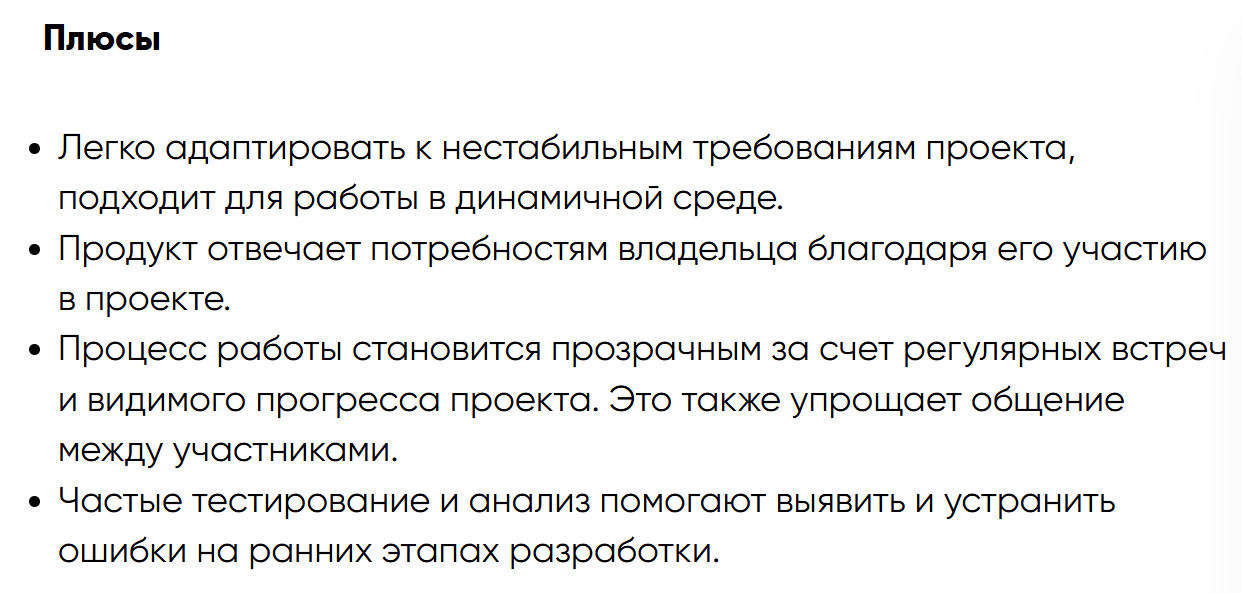 Плюсы
• Легко адаптировать к нестабильным требованиям проекта,
подходит для работы в динамичной среде.
• Продукт отвечает потребностям владельца благодаря его участию
в проекте.
• Процесс работы становится прозрачным за счет регулярных встреч
и видимого прогресса проекта. Это также упрощает общение
между участниками.
• Частые тестирование и анализ помогают выявить и устранить
ошибки на ранних этапах разработки.